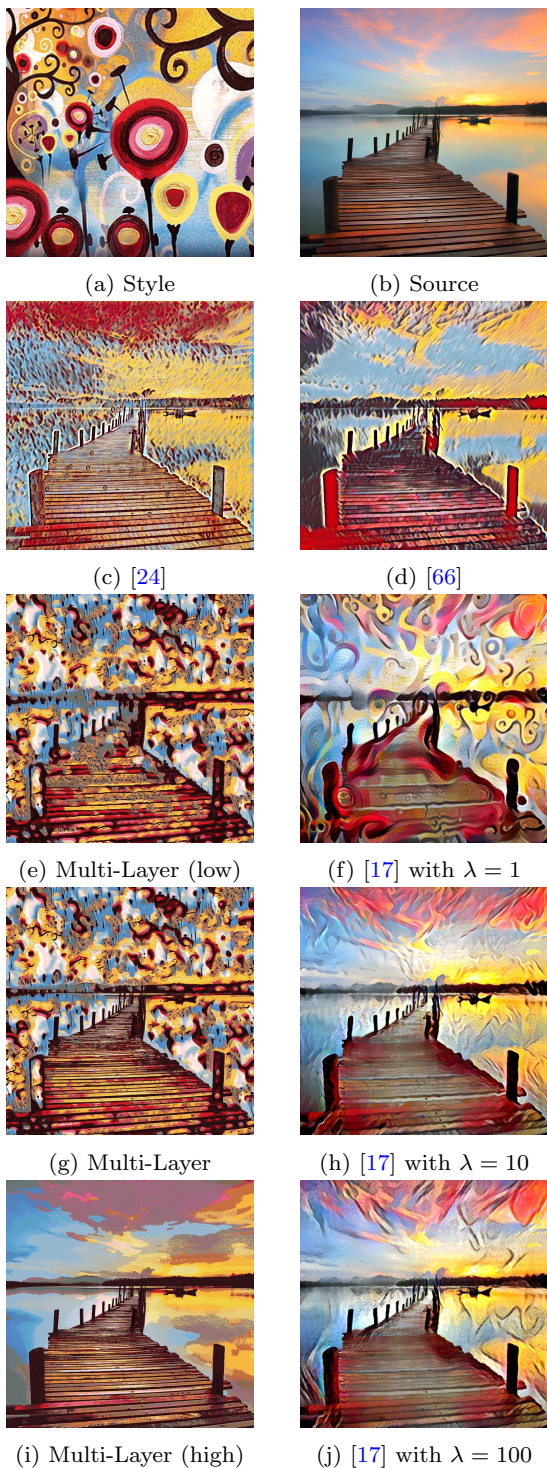 (a) Style
(b) Source
(c) [24]
(d) [66]
(e) Multi-Layer (low)
(f) [17] with λ = 1
(g) Multi-Layer
(h) [17] with λ = 10
(i) Multi-Layer (high)
(j) [17] with λ = 100